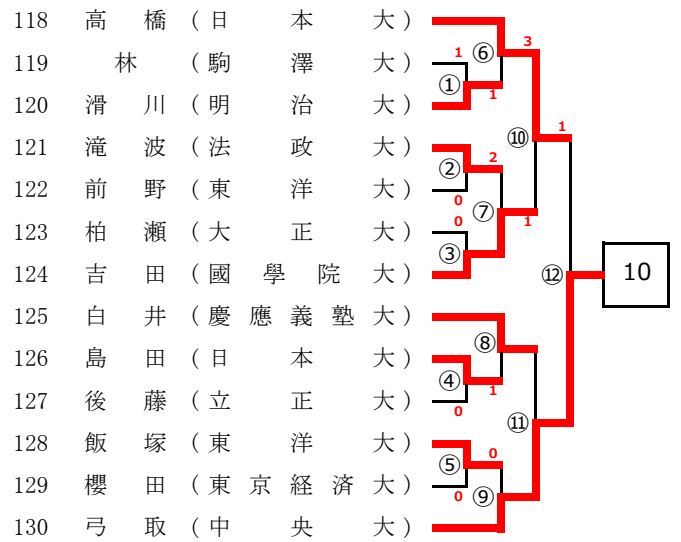 118 高橋（日本大）
3
119 林（駒澤大）
1 ⑥
①
120 滑川（明治大）
1
121 滝波（法政大）
⑩ 1
② 2
122 前野（東洋大）
0 ⑦
123 柏瀬（大正大）
0 1
③
124 吉田（國學院大）
⑫ 10
125 白井（慶應義塾大）
⑧
126 島田（日本大）
④ 1
127 後藤（立正大）
0 ⑪
128 飯塚（東洋大）
⑤ 0
129 櫻田（東京経済大）
0 ⑨
130 弓取（中央大）